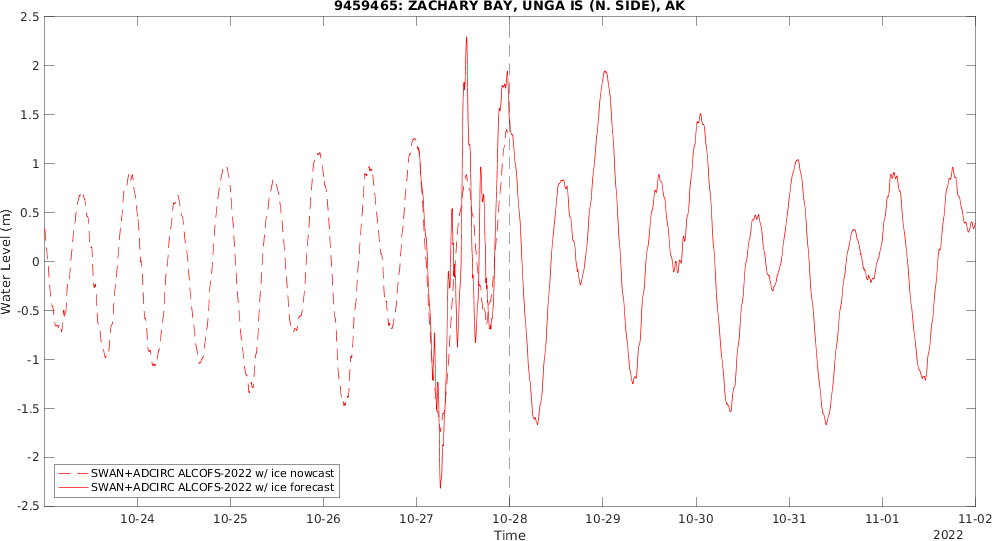 9459465: ZACHARY BAY, UNGA IS (N. SIDE), AK
2.5
2
1.5
1
0.5
0
-0.5
-1
-1.5
-2
-2.5
Water Level (m)
SWAN+ADCIRC ALCOFS-2022 w/ ice nowcast
SWAN+ADCIRC ALCOFS-2022 w/ ice forecast
10-24 10-25 10-26 10-27 10-28 10-29 10-30 10-31 11-01 11-02
Time
2022